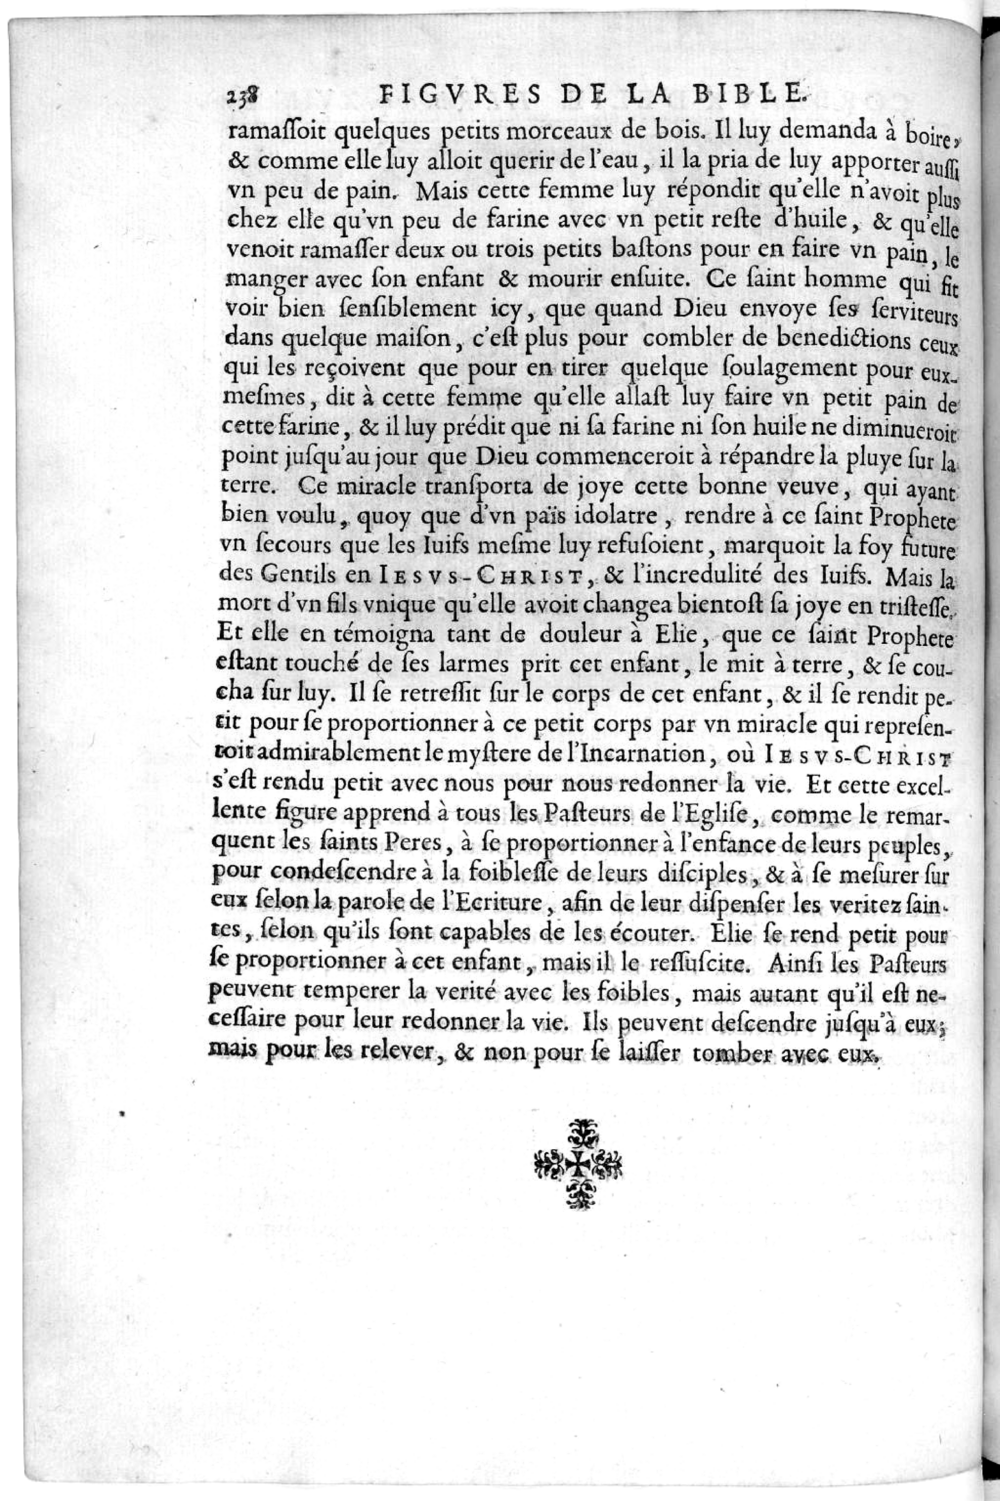 238 FIGVRES DE LA BIBLE.
ramaſſoit quelques petits morceaux de bois. Il luy demanda à boire,
& comme elle luy alloit querir de l'eau, il la pria de luy apporter auſſi
vn peu de pain. Mais cette femme luy répondit qu'elle n'avoit plus
chez elle qu'vn peu de farine avec vn petit reſte d'huile, & qu'elle
venoit ramaſſer deux ou trois petits baſtons pour en faire vn pain, le
manger avec ſon enfant & mourir enſuite. Ce ſaint homme qui fit
voir bien ſenſiblement icy, que quand Dieu envoye ſes ſerviteurs
dans quelque maiſon, c'eſt plus pour combler de benedictions ceux
qui les reçoivent que pour en tirer quelque ſoulagement pour eux-
meſmes, dit à cette femme qu'elle allaſt luy faire vn petit pain de
cette farine, & il luy prédit que ni ſa farine ni ſon huile ne diminueroit
point juſqu'au jour que Dieu commenceroit à répandre la pluye ſur la
terre. Ce miracle tranſporta de joye cette bonne veuve, qui ayant
bien voulu, quoy que d'vn païs idolatre, rendre à ce ſaint Prophete
vn ſecours que les Iuifs meſme luy refuſoient, marquoit la foy future
des Gentils en IESVS-CHRIST, & l'incredulité des Iuifs. Mais la
mort d'vn fils vnique qu'elle avoit changea bientoſt ſa joye en triſteſſe.
Et elle en témoigna tant de douleur à Elie, que ce ſaint Prophete
eſtant touché de ſes larmes prit cet enfant, le mit à terre, & ſe cou-
cha ſur luy. Il ſe retreſſit ſur le corps de cet enfant, & il ſe rendit pe-
tit pour ſe proportionner à ce petit corps par vn miracle qui repreſen-
toit admirablement le myſtere de l'Incarnation, où IESVS-CHRIST
s'eſt rendu petit avec nous pour nous redonner la vie. Et cette excel-
lente figure apprend à tous les Paſteurs de l'Egliſe, comme le remar-
quent les ſaints Peres, à ſe proportionner à l'enfance de leurs peuples,
pour condeſcendre à la foibleſſe de leurs diſciples, & à ſe meſurer ſur
eux ſelon la parole de l'Ecriture, afin de leur diſpenſer les veritez ſain-
tes, ſelon qu'ils ſont capables de les écouter. Elie ſe rend petit pour
ſe proportionner à cet enfant, mais il le reſſuſcite. Ainſi les Paſteurs
peuvent temperer la verité avec les foibles, mais autant qu'il eſt ne-
ceſſaire pour leur redonner la vie. Ils peuvent deſcendre juſqu'à eux;
mais pour les relever, & non pour ſe laiſſer tomber avec eux.